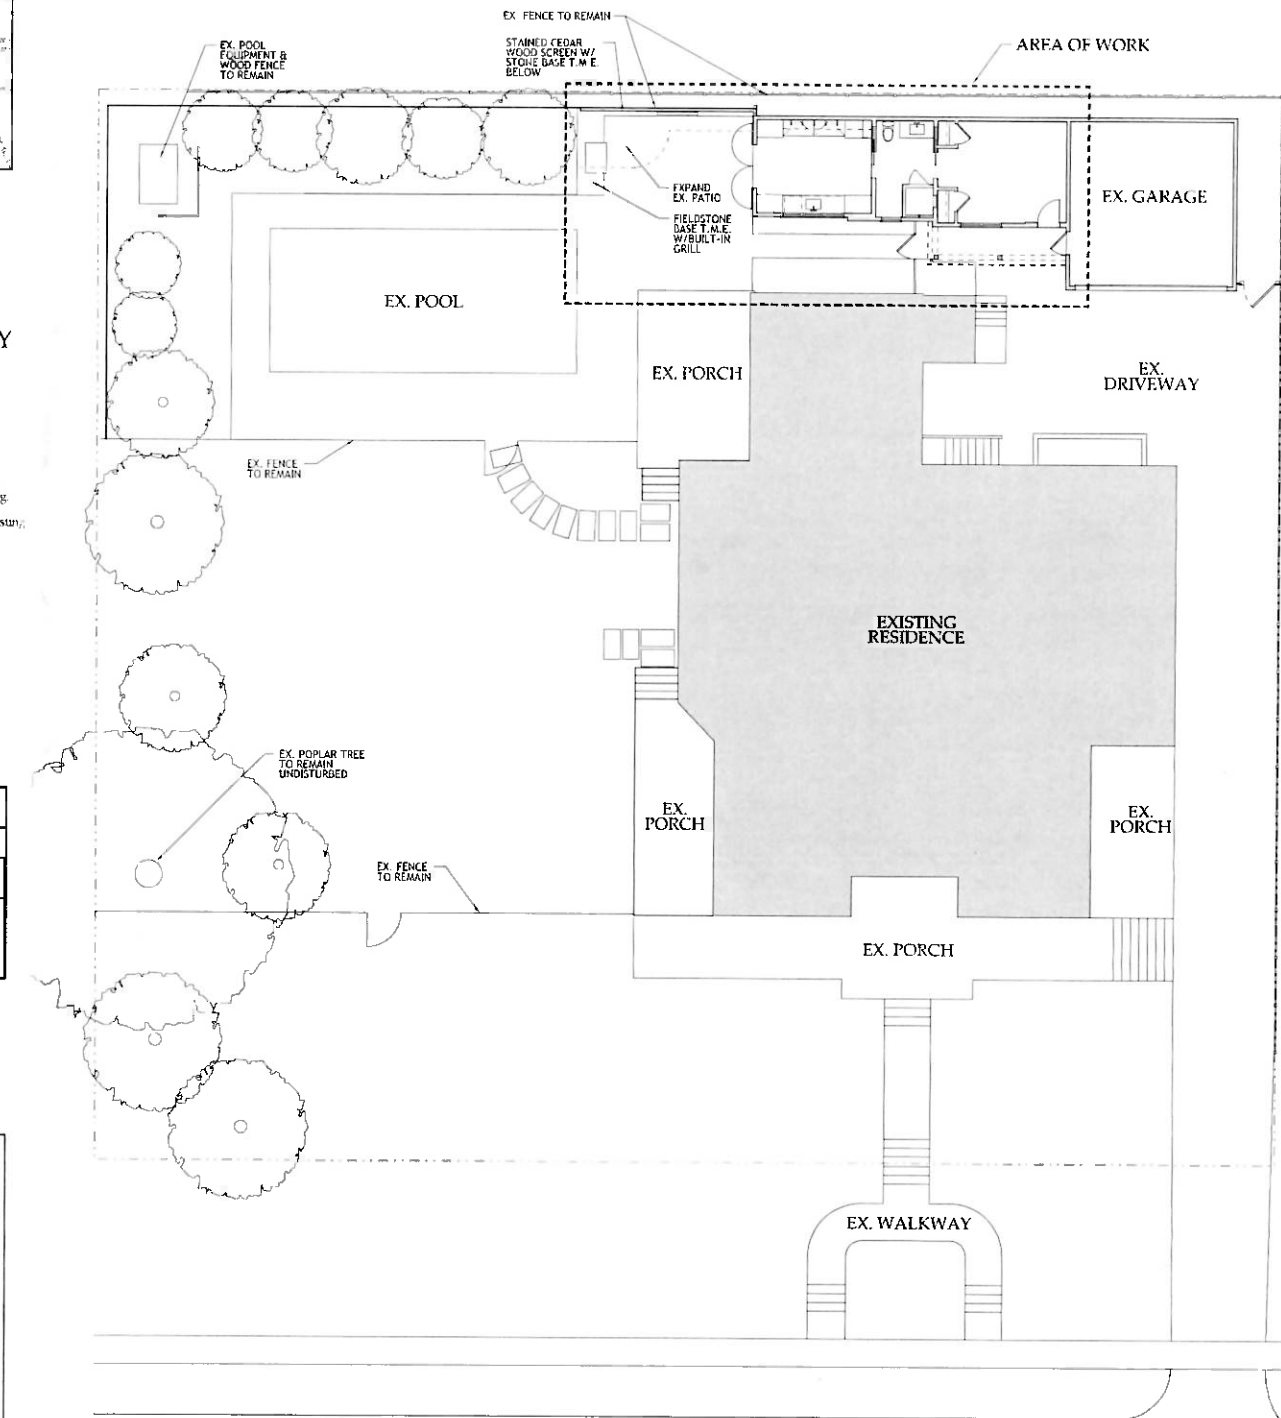 EX. FENCE TO REMAIN
STAINED CEDAR
WOOD SCREEN W/
STONE BASE T.M.E.
BELOW
AREA OF WORK
EX. POOL
EQUIPMENT &
WOOD FENCE
TO REMAIN
EXPAND
EX. PATIO
FIELDSTONE
BASE T.M.E.
W/BUILT-IN
GRILL
EX. GARAGE
EX. POOL
Y
EX. PORCH
EX.
DRIVEWAY
EX. FENCE
TO REMAIN
EXISTING
RESIDENCE
EX. POPLAR TREE
TO REMAIN
UNDISTURBED
EX.
PORCH
EX.
PORCH
EX. FENCE
TO REMAIN
EX. PORCH
EX. WALKWAY